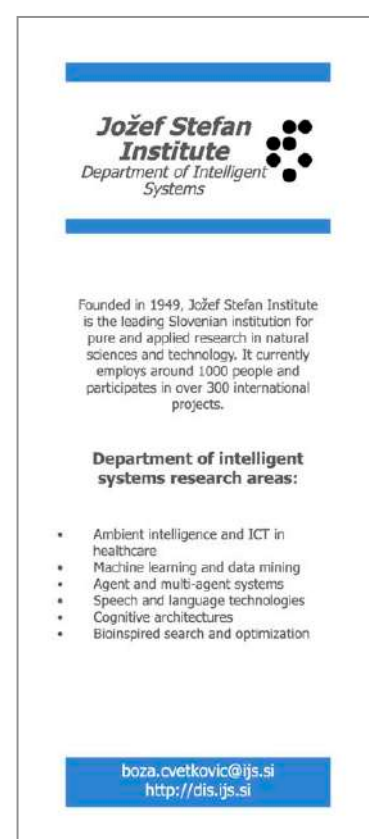 Jožef Stefan
Institute
Department of Intelligent
Systems
Founded in 1949, Jožef Stefan Institute
is the leading Slovenian institution for
pure and applied research in natural
sciences and technology. It currently
employs around 1000 people and
participates in over 300 international
projects.
Department of intelligent
systems research areas:
• Ambient intelligence and ICT in
healthcare
• Machine learning and data mining
• Agent and multi-agent systems
• Speech and language technologies
• Cognitive architectures
• Bioinspired search and optimization
boza.cvetkovic@ijs.si
http://dis.ijs.si